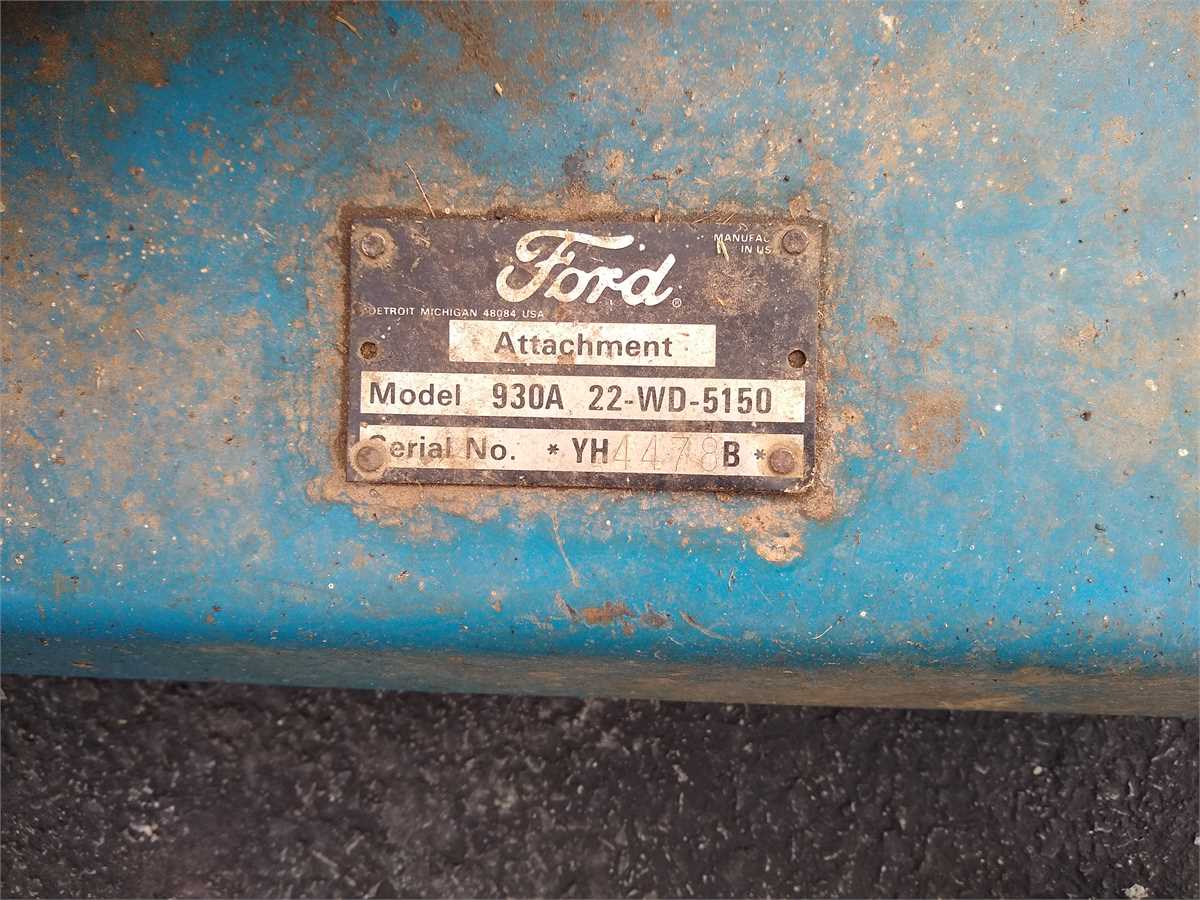 Ford®
MANUFAC
IN US
DETROIT MICHIGAN 48084 USA
Attachment
Model 930A 22-WD-5150
Serial No. *YH4478B*